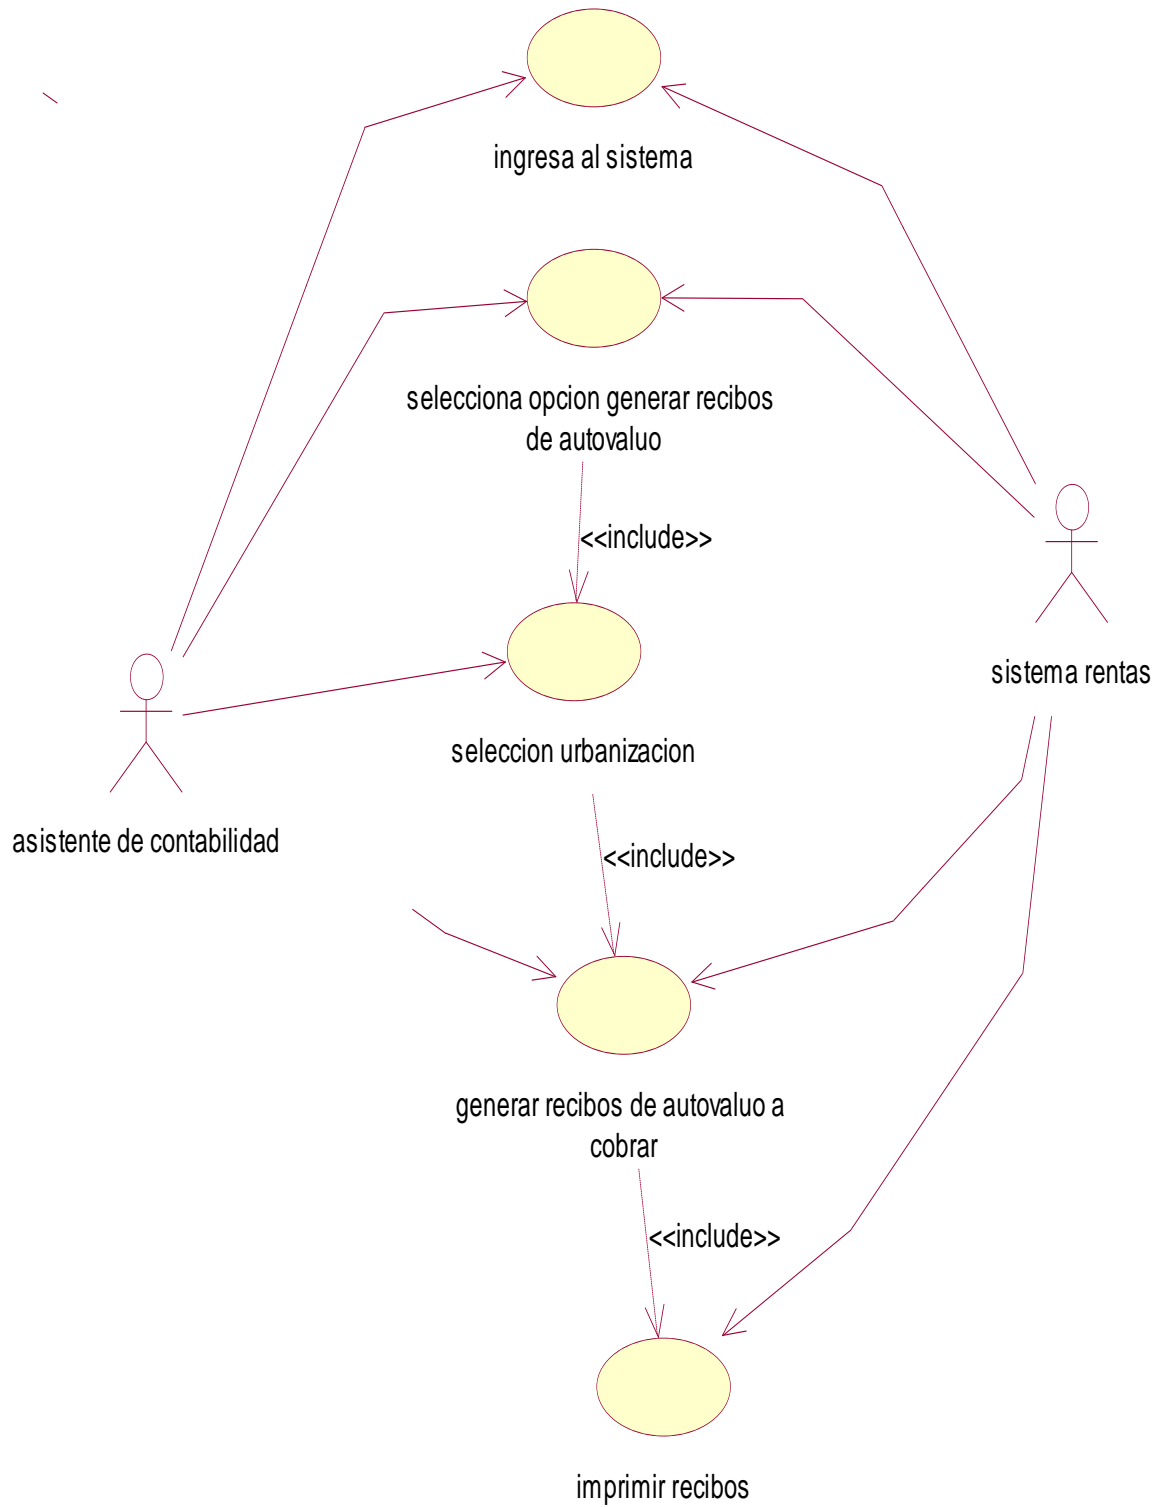 ingresa al sistema
selecciona opcion generar recibos
de autovaluo
<<include>>
sistema rentas
seleccion urbanizacion
asistente de contabilidad
<<include>>
generar recibos de autovaluo a
cobrar
<<include>>
imprimir recibos